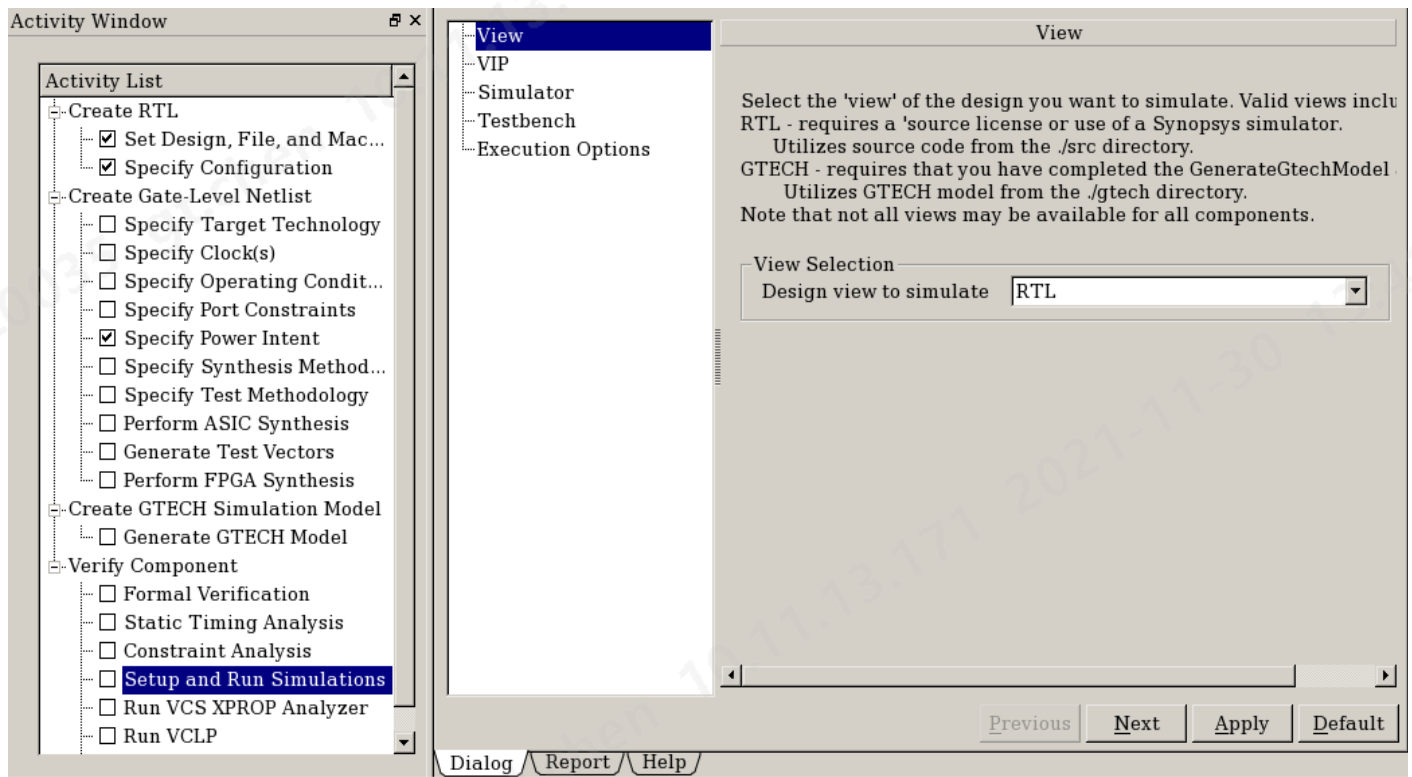 Activity Window
Activity List
Create RTL
Set Design, File, and Mac...
Specify Configuration
Create Gate-Level Netlist
Specify Target Technology
Specify Clock(s)
Specify Operating Condit...
Specify Port Constraints
Specify Power Intent
Specify Synthesis Method...
Specify Test Methodology
Perform ASIC Synthesis
Generate Test Vectors
Perform FPGA Synthesis
Create GTECH Simulation Model
Generate GTECH Model
Verify Component
Formal Verification
Static Timing Analysis
Constraint Analysis
Setup and Run Simulations
Run VCS XPROP Analyzer
Run VCLP
View
VIP
Simulator
Testbench
Execution Options
View
Select the 'view' of the design you want to simulate. Valid views inclu
RTL - requires a 'source license or use of a Synopsys simulator.
Utilizes source code from the ./src directory.
GTECH - requires that you have completed the GenerateGtechModel
Utilizes GTECH model from the ./gtech directory.
Note that not all views may be available for all components.
View Selection
Design view to simulate RTL
Previous Next Apply Default
Dialog Report Help
10.11.13.171 2021-11-30